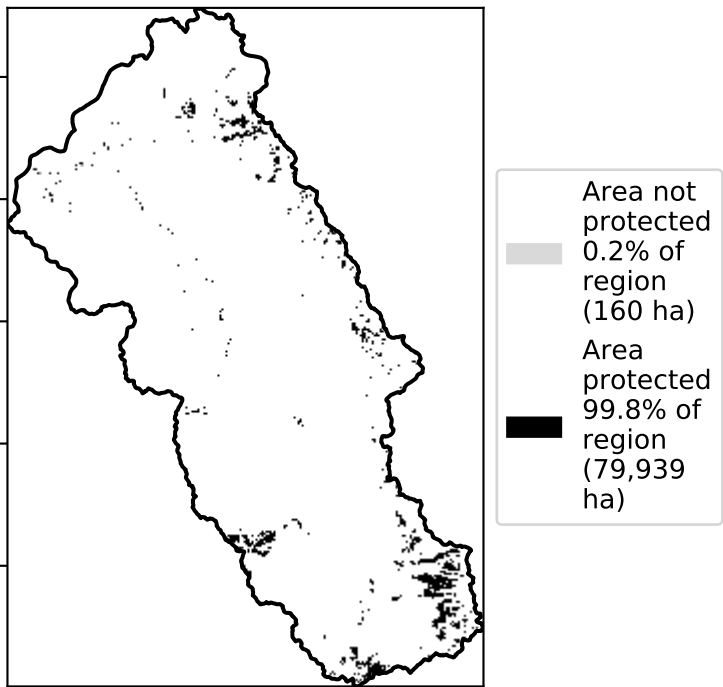 Area not
protected
0.2% of
region
(160 ha)
Area
protected
99.8% of
region
(79,939
ha)